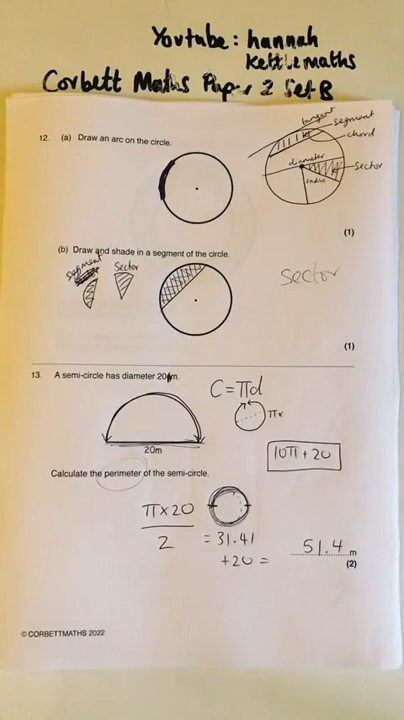 Youtube: hannah
kettlemaths
Corbett Maths Paper 2 Set B
12. (a) Draw an arc on the circle.
tangent
segment
chord
diameter
sector
radius
(1)
(b) Draw and shade in a segment of the circle.
segment
Sector
sector
(1)
13. A semi-circle has diameter 20m.
C=πd
πx
20m
10π + 20
Calculate the perimeter of the semi-circle.
π x 20
2
= 31.41
+20 =
51.4 m
(2)
© CORBETTMATHS 2022